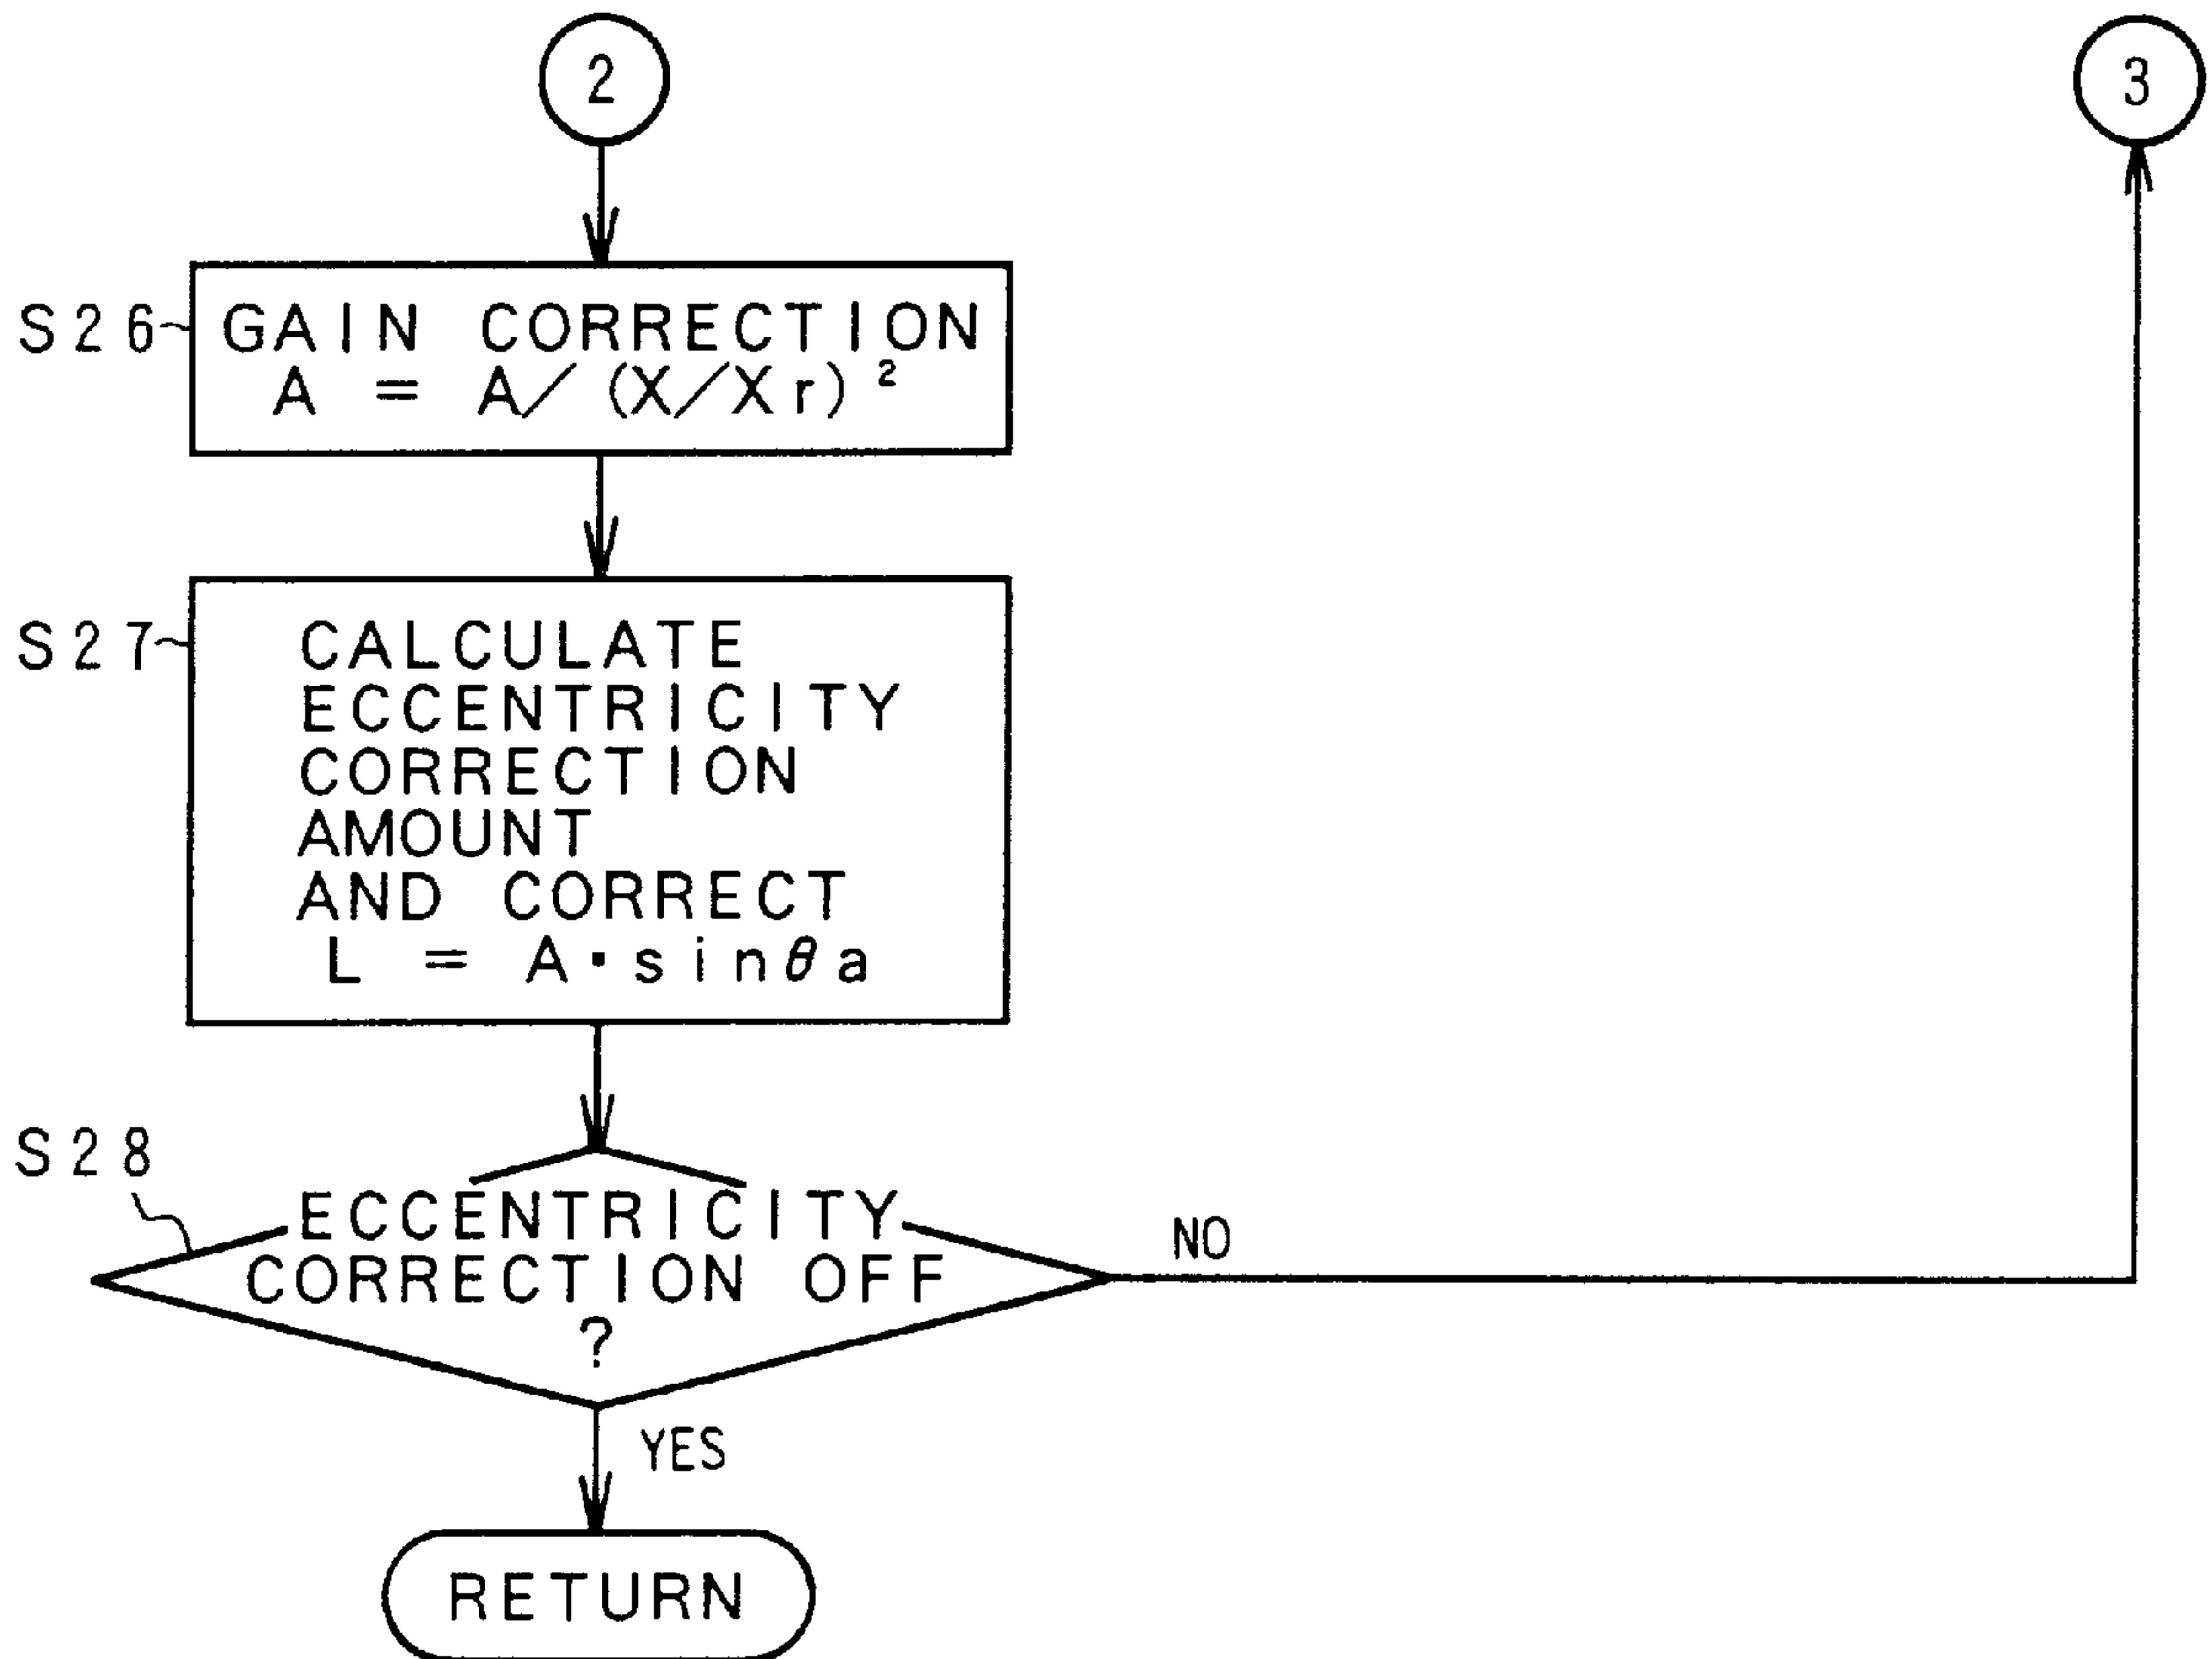 2
3
S26
GAIN CORRECTION
A = A/(X/Xr)²
S27
CALCULATE
ECCENTRICITY
CORRECTION
AMOUNT
AND CORRECT
L = A・sinθa
S28
ECCENTRICITY
CORRECTION OFF
?
NO
YES
RETURN